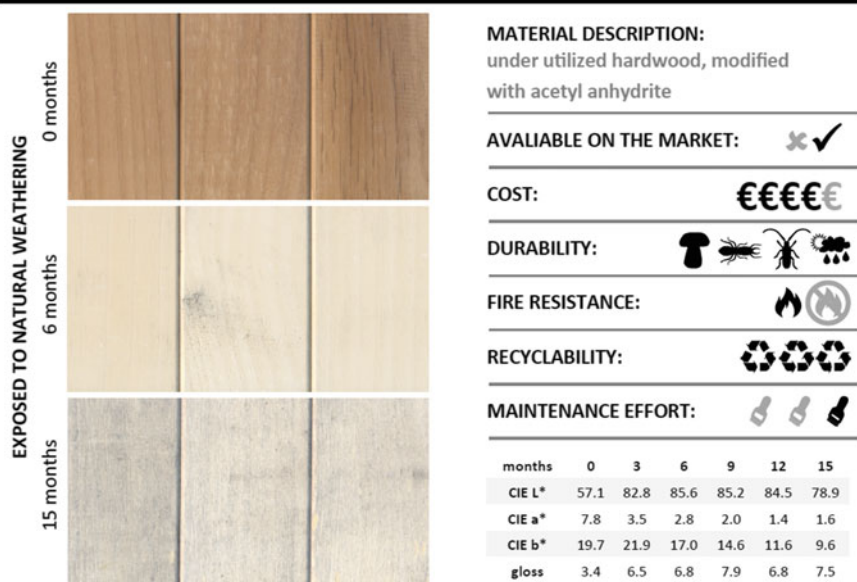 EXPOSED TO NATURAL WEATHERING
0 months
6 months
15 months
MATERIAL DESCRIPTION:
under utilized hardwood, modified
with acetyl anhydrite
AVALIABLE ON THE MARKET:
COST: €€€€€
DURABILITY:
FIRE RESISTANCE:
RECYCLABILITY:
MAINTENANCE EFFORT:
months 0 3 6 9 12 15
CIE L* 57.1 82.8 85.6 85.2 84.5 78.9
CIE a* 7.8 3.5 2.8 2.0 1.4 1.6
CIE b* 19.7 21.9 17.0 14.6 11.6 9.6
gloss 3.4 6.5 6.8 7.9 6.8 7.5